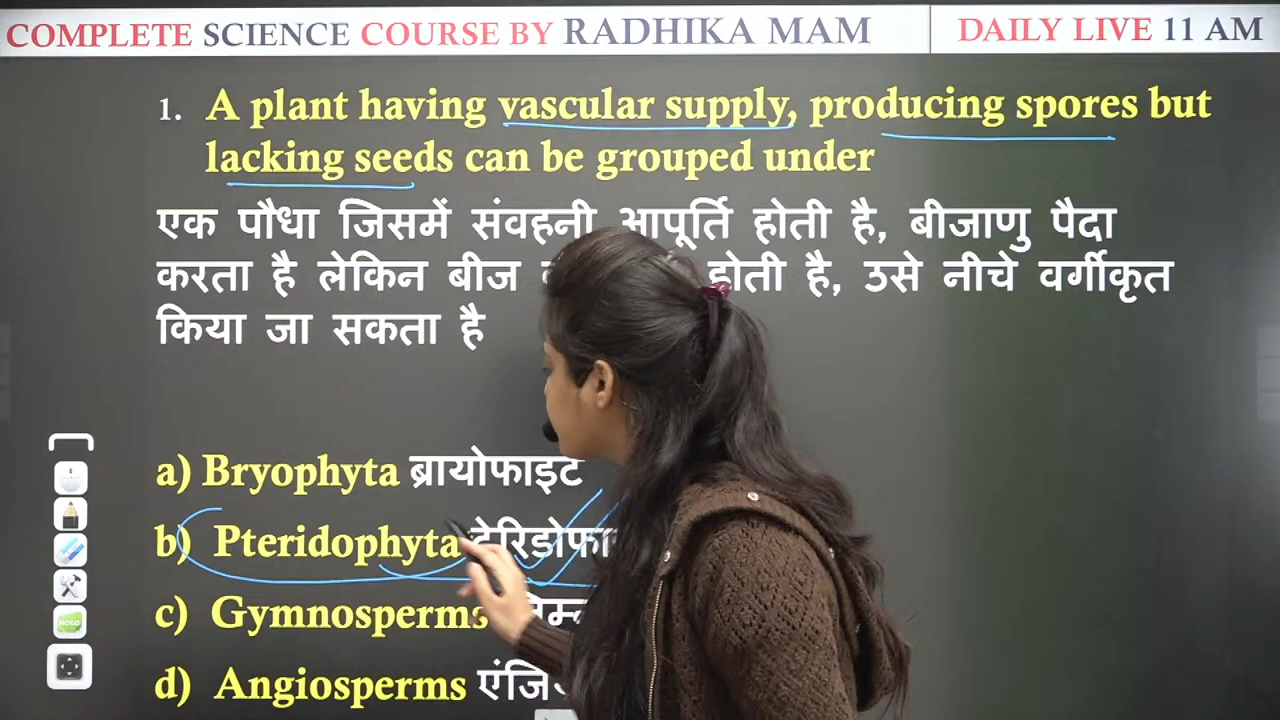 COMPLETE SCIENCE COURSE BY RADHIKA MAM
DAILY LIVE 11 AM
1. A plant having vascular supply, producing spores but
lacking seeds can be grouped under
एक पौधा जिसमें संवहनी आपूर्ति होती है, बीजाणु पैदा
करता है लेकिन बीज होती है, उसे नीचे वर्गीकृत
किया जा सकता है
a) Bryophyta ब्रायोफाइट
b) Pteridophyta
c) Gymnosperms
d) Angiosperms
NOTE